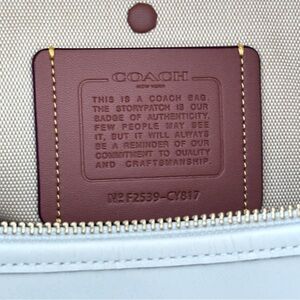 COACH
NEW YORK
THIS IS A COACH BAG.
THE STORYPATCH IS OUR
BADGE OF AUTHENTICITY.
FEW PEOPLE MAY SEE
IT, BUT IT WILL ALWAYS
BE A REMINDER OF OUR
COMMITMENT TO QUALITY
AND CRAFTSMANSHIP.
Nº F2539-CY817